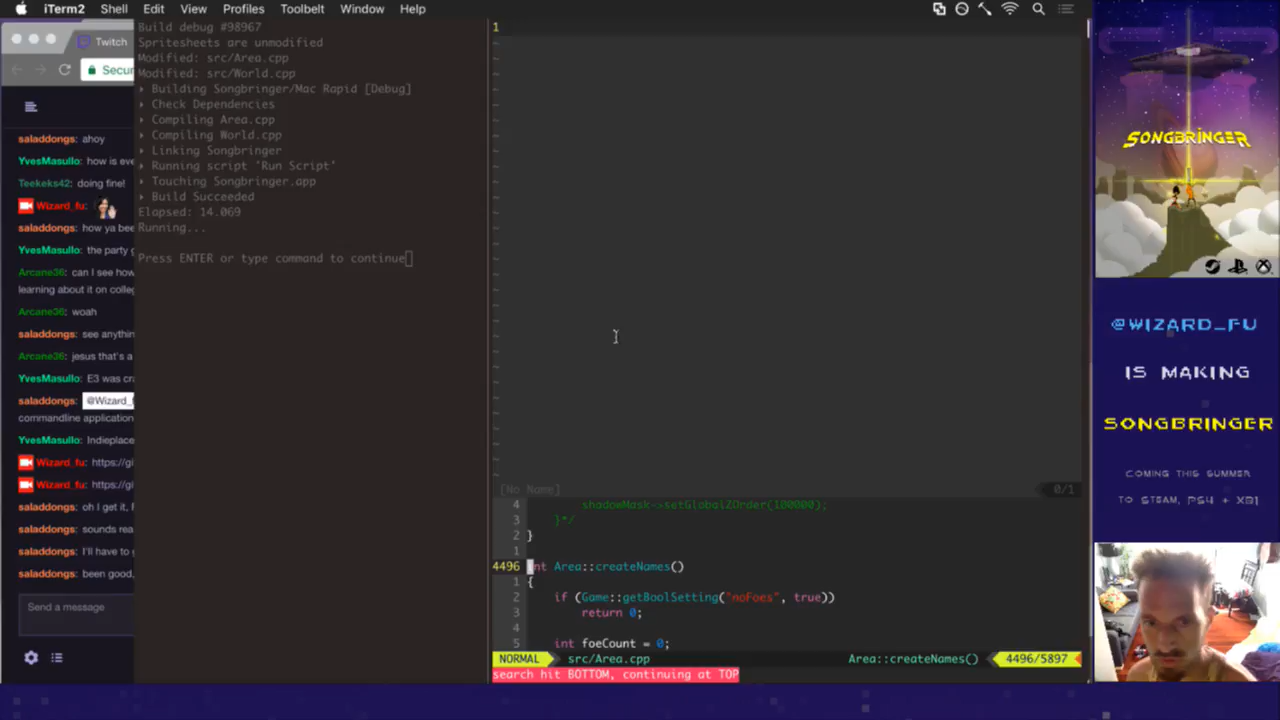 iTerm2 Shell Edit View Profiles Toolbelt Window Help
Twitch
Secur
saladdongs: ahoy
YvesMasullo: how is eve
Teekeks42: doing fine!
Wizard_fu:
saladdongs: how ya bee
YvesMasullo: the party g
Arcane36: can I see how
learning about it on colleg
Arcane36: woah
saladdongs: see anythin
Arcane36: jesus that's a
YvesMasullo: E3 was cra
saladdongs: @Wizard_f
commandline application
YvesMasullo: Indieplace
Wizard_fu: https://gi
Wizard_fu: https://gi
saladdongs: oh I get it, I
saladdongs: sounds rea
saladdongs: I'll have to g
saladdongs: been good,
Send a message
Build debug #98967
Spritesheets are unmodified
Modified: src/Area.cpp
Modified: src/World.cpp
Building Songbringer/Mac Rapid [Debug]
Check Dependencies
Compiling Area.cpp
Compiling World.cpp
Linking Songbringer
Running script 'Run Script'
Touching Songbringer.app
Build Succeeded
Elapsed: 14.069
Running...
Press ENTER or type command to continue
1
[No Name] 0/1
4 shadowMask->setGlobalZOrder(100000);
3 }*/
2 }
1
4496 int Area::createNames()
1 {
2 if (Game::getBoolSetting("noFoes", true))
3 return 0;
4
5 int foeCount = 0;
NORMAL src/Area.cpp Area::createNames() 4496/5897
search hit BOTTOM, continuing at TOP
SONGBRINGER
@WIZARD_FU
IS MAKING
SONGBRINGER
COMING THIS SUMMER
TO STEAM, PS4 + XB1